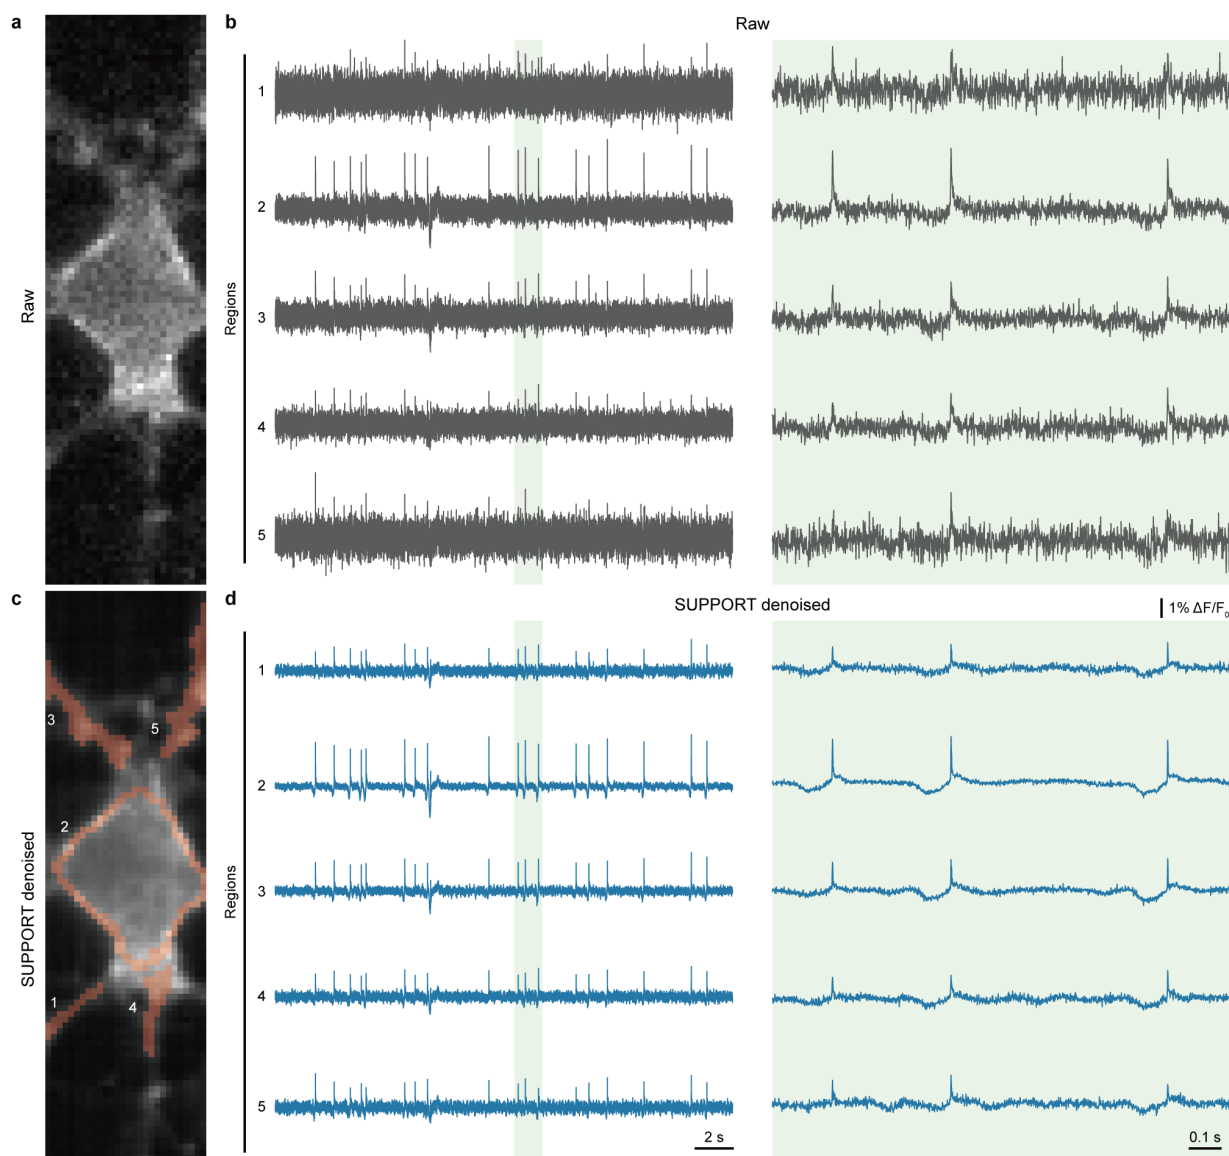 a
b
Raw
Raw
Regions
1
2
3
4
5
c
d
SUPPORT denoised
1% ΔF/F₀
SUPPORT denoised
3
5
2
1
4
Regions
1
2
3
4
5
2 s
0.1 s